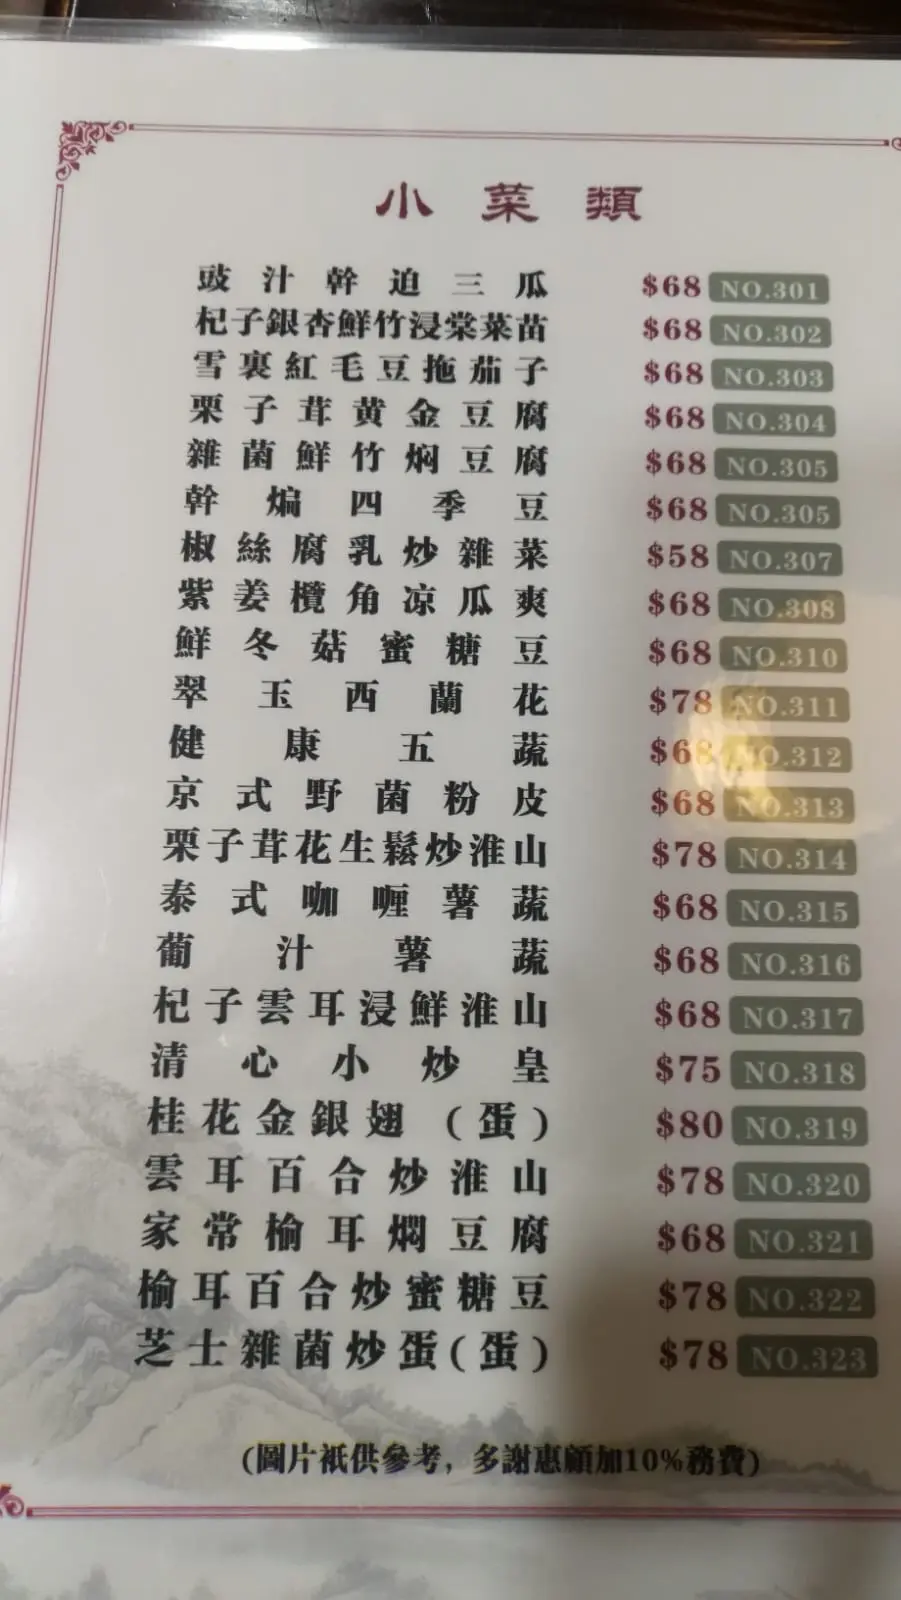 小菜類
豉汁幹迫三瓜 $68 NO.301
杞子銀杏鮮竹浸棠菜苗 $68 NO.302
雪裏紅毛豆拖茄子 $68 NO.303
栗子茸黄金豆腐 $68 NO.304
雜菌鮮竹焖豆腐 $68 NO.305
幹煸四季豆 $68 NO.305
椒絲腐乳炒雜菜 $58 NO.307
紫姜欖角凉瓜爽 $68 NO.308
鮮冬菇蜜糖豆 $68 NO.310
翠玉西蘭花 $78 NO.311
健康五蔬 $68 NO.312
京式野菌粉皮 $68 NO.313
栗子茸花生鬆炒淮山 $78 NO.314
泰式咖喱薯蔬 $68 NO.315
葡汁薯蔬 $68 NO.316
杞子雲耳浸鮮淮山 $68 NO.317
清心小炒皇 $75 NO.318
桂花金銀翅（蛋） $80 NO.319
雲耳百合炒淮山 $78 NO.320
家常榆耳燜豆腐 $68 NO.321
榆耳百合炒蜜糖豆 $78 NO.322
芝士雜菌炒蛋(蛋) $78 NO.323
(圖片衹供參考, 多謝惠顧加10%務費)